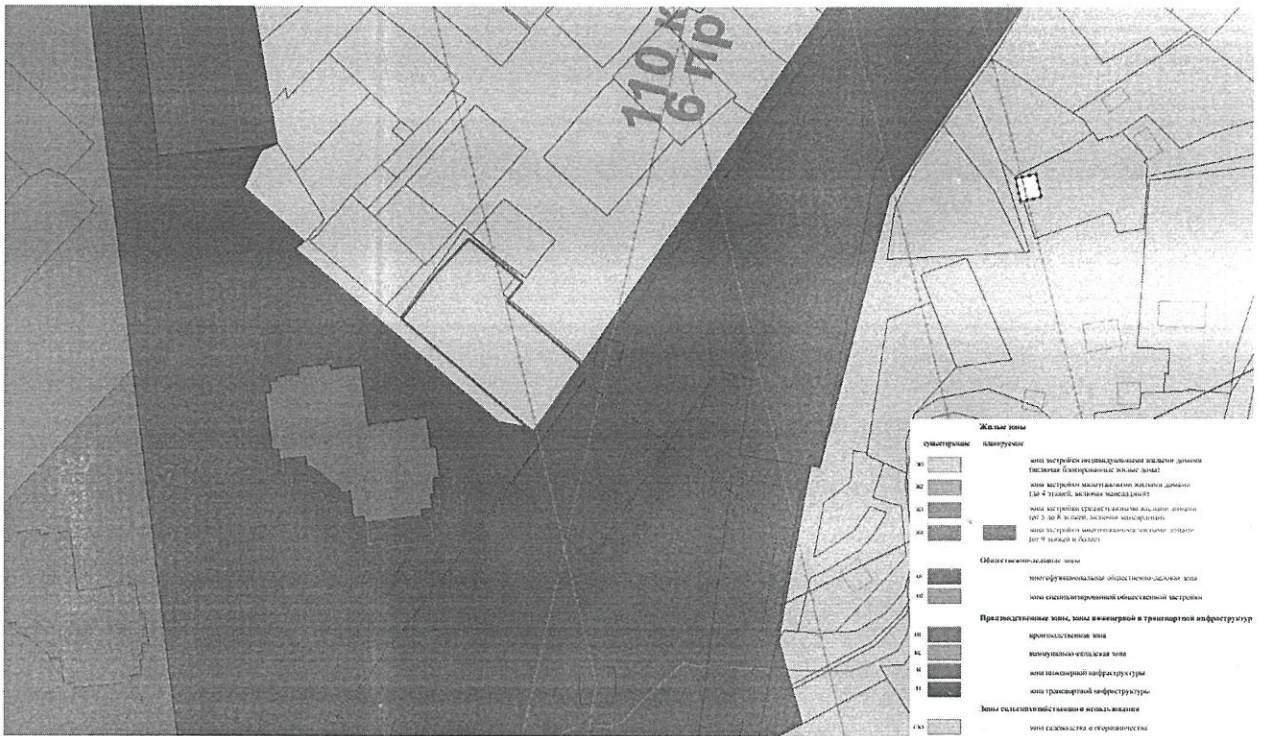 110 к
6 пр
Жилые зоны
существующие планируемые
зона застройки индивидуальными жилыми домами
(включая блокированные жилые дома)
зона застройки малоэтажными жилыми домами
(до 4 этажей, включая мансардный)
зона застройки среднеэтажными жилыми домами
(от 5 до 8 этажей, включая мансардный)
зона застройки многоэтажными жилыми домами
(от 9 этажей и более)
Общественно-деловые зоны
многофункциональная общественно-деловая зона
зона специализированной общественной застройки
Производственные зоны, зоны инженерной и транспортной инфраструктур
производственная зона
коммунально-складская зона
зона инженерной инфраструктуры
зона транспортной инфраструктуры
Зоны сельскохозяйственного использования
зона садоводства и огородничества